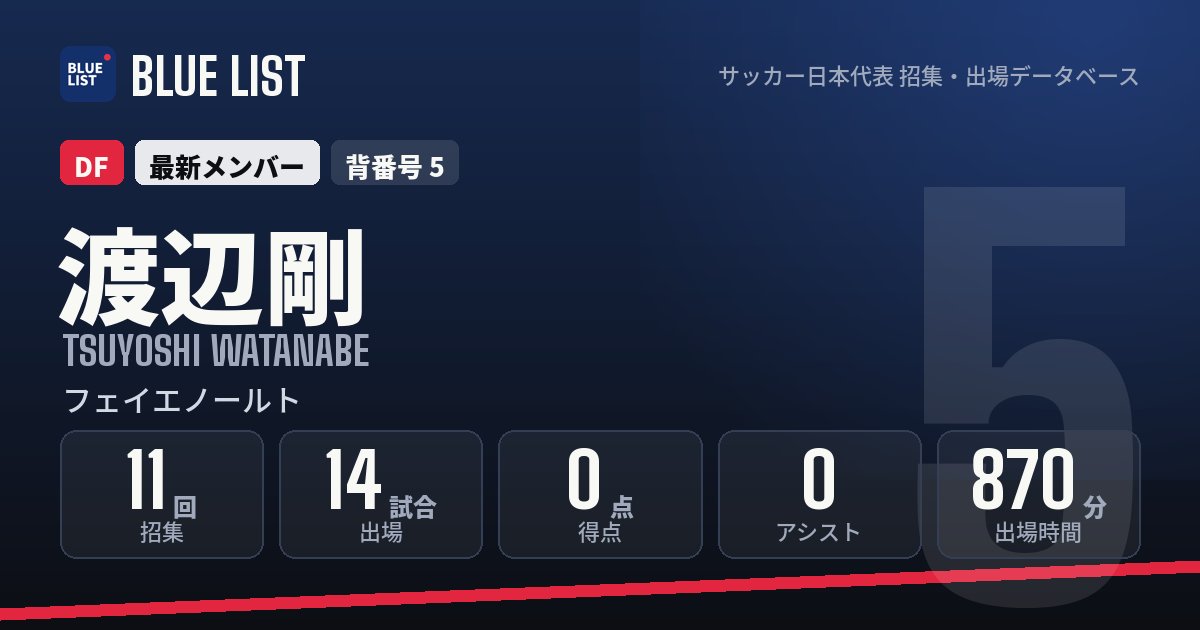 BLUE LIST
BLUE LIST
サッカー日本代表 招集・出場データベース
DF
最新メンバー
背番号 5
渡辺剛
TSUYOSHI WATANABE
フェイエノールト
5
11回
招集
14試合
出場
0点
得点
0
アシスト
870分
出場時間